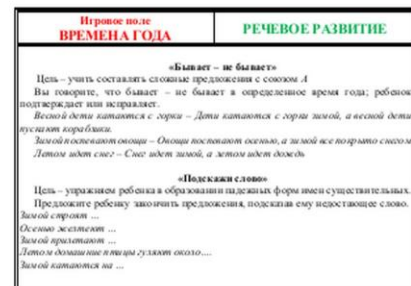 Игровое поле
ВРЕМЕНА ГОДА
РЕЧЕВОЕ РАЗВИТИЕ
«Бывает – не бывает»
Цель – учить составлять сложные предложения с союзом А
Вы говорите, что бывает – не бывает в определенное время года; ребенок
подтверждает или исправляет.
Весной дети катаются с горки – Дети катаются с горки зимой, а весной дети
пускают кораблики.
Зимой поспевают овощи – Овощи поспевают осенью, а зимой все покрыто снегом
Летом идет снег – Снег идет зимой, а летом идет дождь
«Подскажи слово»
Цель – упражняем ребенка в образовании падежных форм имен существительных.
Предложите ребенку закончить предложения, подсказав ему недостающее слово.
Зимой строят ...
Осенью желтеют ...
Зимой прилетают ...
Летом домашние птицы гуляют около....
Зимой катаются на ...